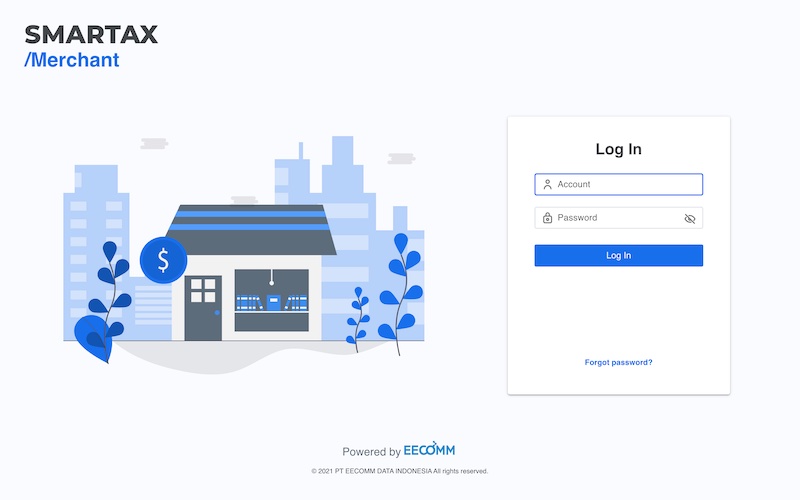 SMARTAX
/Merchant
$
Log In
Account
Password
Log In
Forgot password?
Powered by EECOMM
© 2021 PT EECOMM DATA INDONESIA All rights reserved.